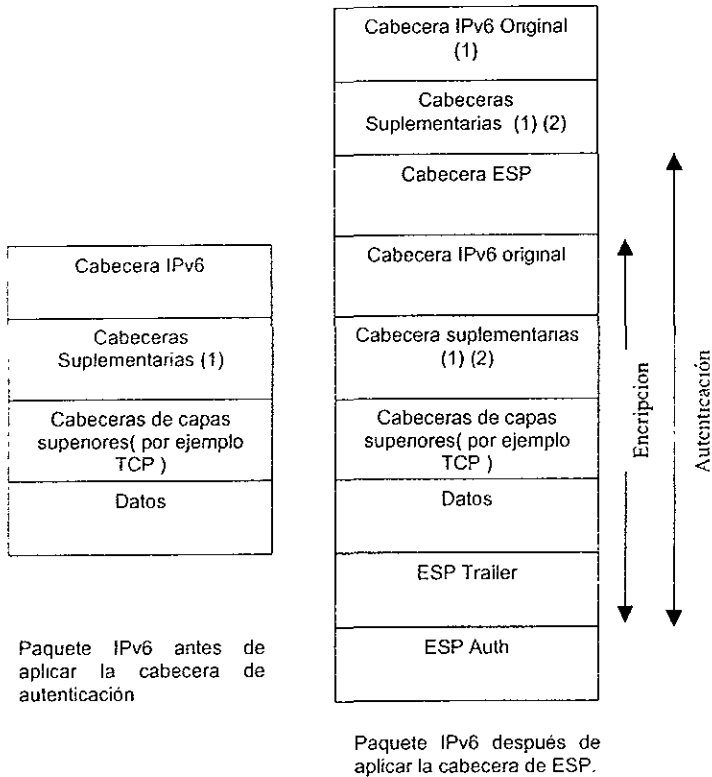 Cabecera IPv6
Cabeceras
Suplementarias (1)
Cabeceras de capas
superiores( por ejemplo
TCP )
Datos
Paquete IPv6 antes de
aplicar la cabecera de
autenticación
Cabecera IPv6 Original
(1)
Cabeceras
Suplementarias (1) (2)
Cabecera ESP
Cabecera IPv6 original
Cabecera suplementarias
(1) (2)
Cabeceras de capas
superiores( por ejemplo
TCP )
Datos
ESP Trailer
ESP Auth
Encripcion
Autenticación
Paquete IPv6 después de
aplicar la cabecera de ESP.